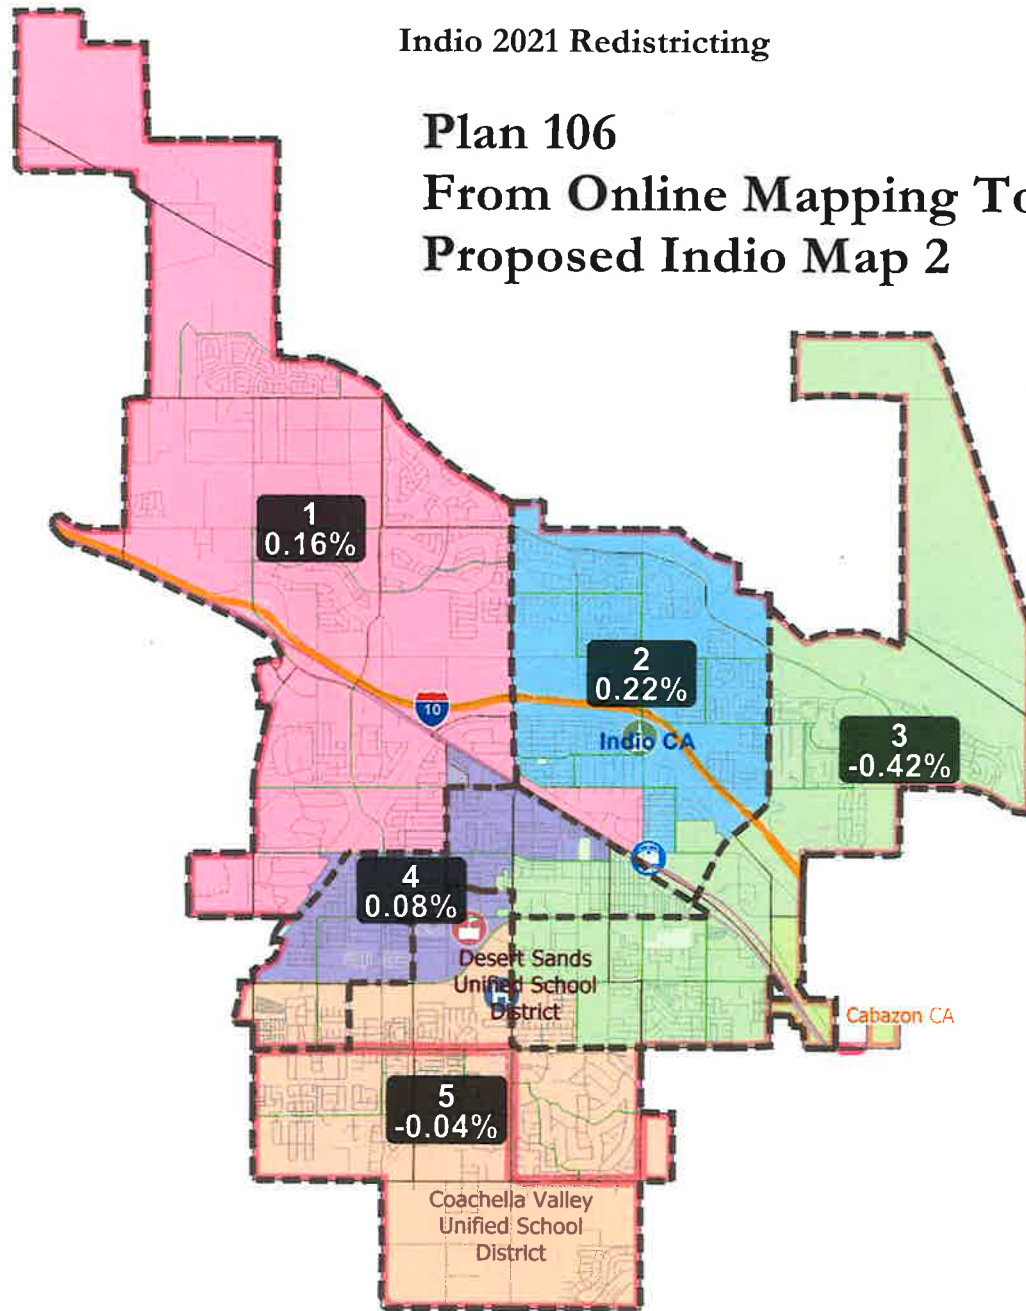 Indio 2021 Redistricting
Plan 106
From Online Mapping To
Proposed Indio Map 2
1
0.16%
2
0.22%
10
Indio CA
3
-0.42%
4
0.08%
Desert Sands
Unified School
District
H
Cabazon CA
5
-0.04%
Coachella Valley
Unified School
District